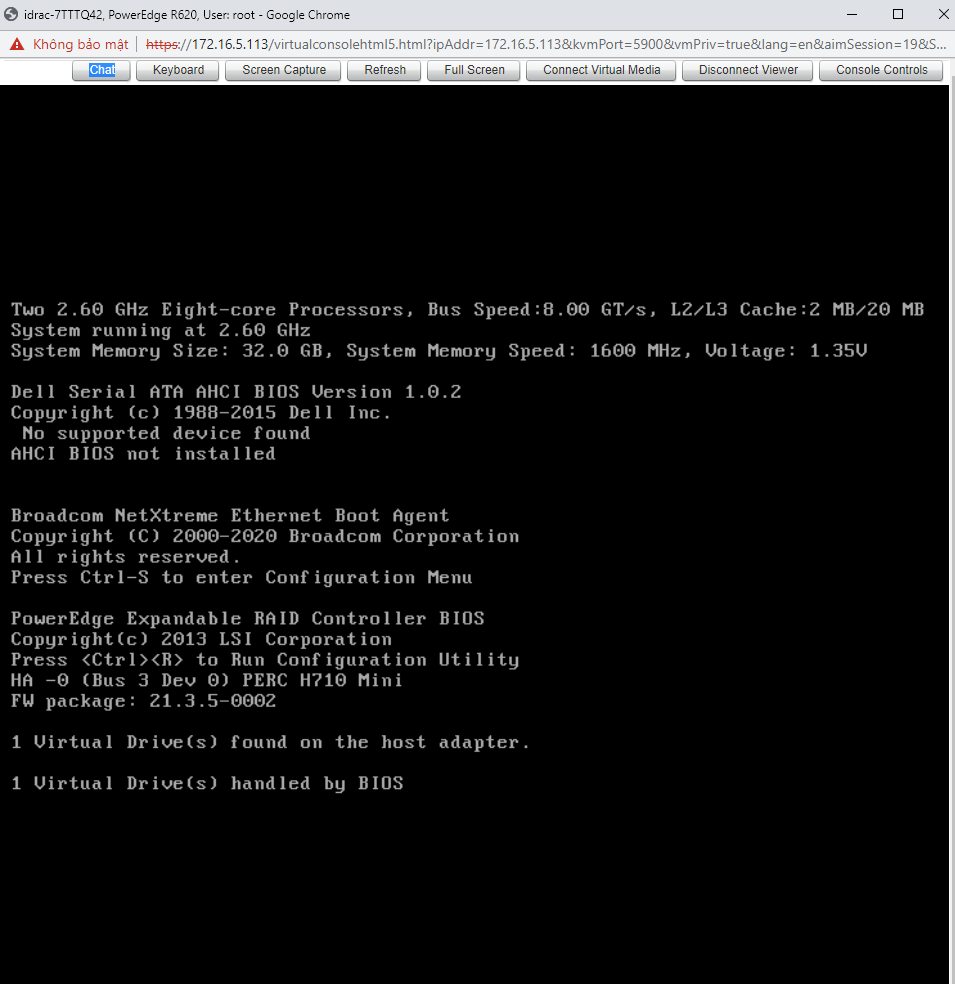 idrac-7TTTQ42, PowerEdge R620, User: root - Google Chrome
Không bảo mật https://172.16.5.113/virtualconsolehtml5.html?ipAddr=172.16.5.113&kvmPort=5900&vmPriv=true&lang=en&aimSession=19&S...
Chat Keyboard Screen Capture Refresh Full Screen Connect Virtual Media Disconnect Viewer Console Controls
Two 2.60 GHz Eight-core Processors, Bus Speed:8.00 GT/s, L2/L3 Cache:2 MB/20 MB
System running at 2.60 GHz
System Memory Size: 32.0 GB, System Memory Speed: 1600 MHz, Voltage: 1.35V
Dell Serial ATA AHCI BIOS Version 1.0.2
Copyright (c) 1988-2015 Dell Inc.
No supported device found
AHCI BIOS not installed
Broadcom NetXtreme Ethernet Boot Agent
Copyright (C) 2000-2020 Broadcom Corporation
All rights reserved.
Press Ctrl-S to enter Configuration Menu
PowerEdge Expandable RAID Controller BIOS
Copyright(c) 2013 LSI Corporation
Press <Ctrl><R> to Run Configuration Utility
HA -0 (Bus 3 Dev 0) PERC H710 Mini
FW package: 21.3.5-0002
1 Virtual Drive(s) found on the host adapter.
1 Virtual Drive(s) handled by BIOS